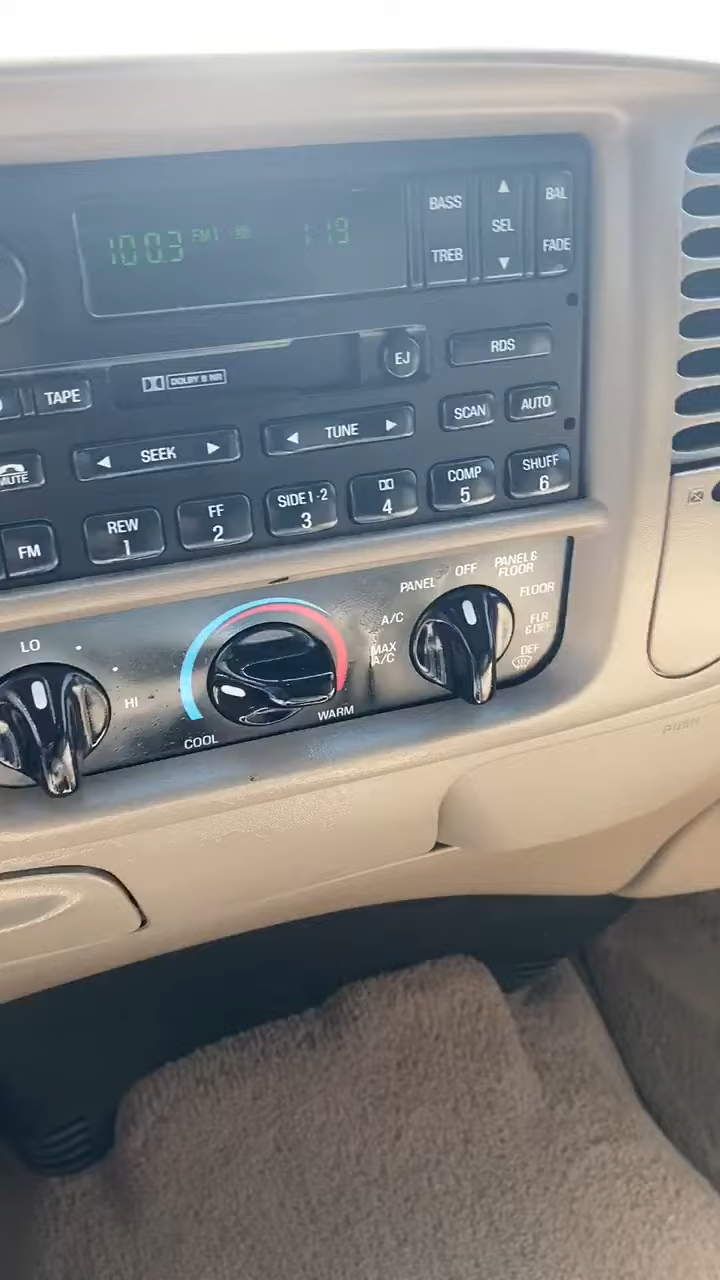 100.3 FM1 1:19
BASS ▲ BAL
SEL
TREB ▼ FADE
EJ
RDS
TAPE
DOLBY B NR
◀ SEEK ▶
◀ TUNE ▶
SCAN
AUTO
MUTE
FM
REW
1
FF
2
SIDE 1-2
3
4
COMP
5
SHUFF
6
LO
HI
COOL
WARM
MAX
A/C
A/C
PANEL
OFF
PANEL &
FLOOR
FLOOR
FLR
& DEF
DEF
PUSH